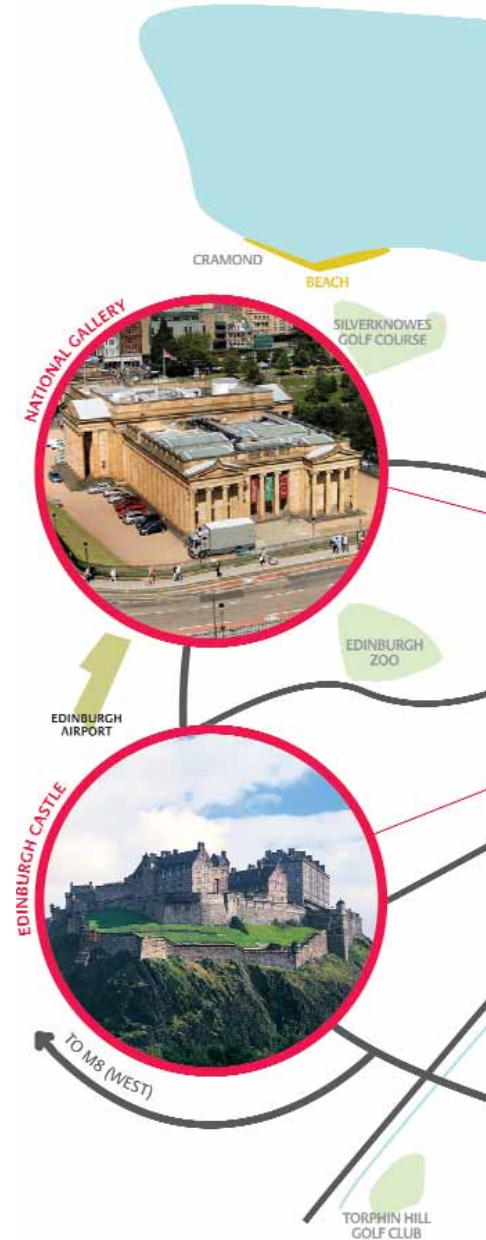 CRAMOND
BEACH
SILVERKNOWES
GOLF COURSE
NATIONAL GALLERY
EDINBURGH
ZOO
EDINBURGH
AIRPORT
EDINBURGH CASTLE
TO M8 (WEST)
TORPHIN HILL
GOLF CLUB